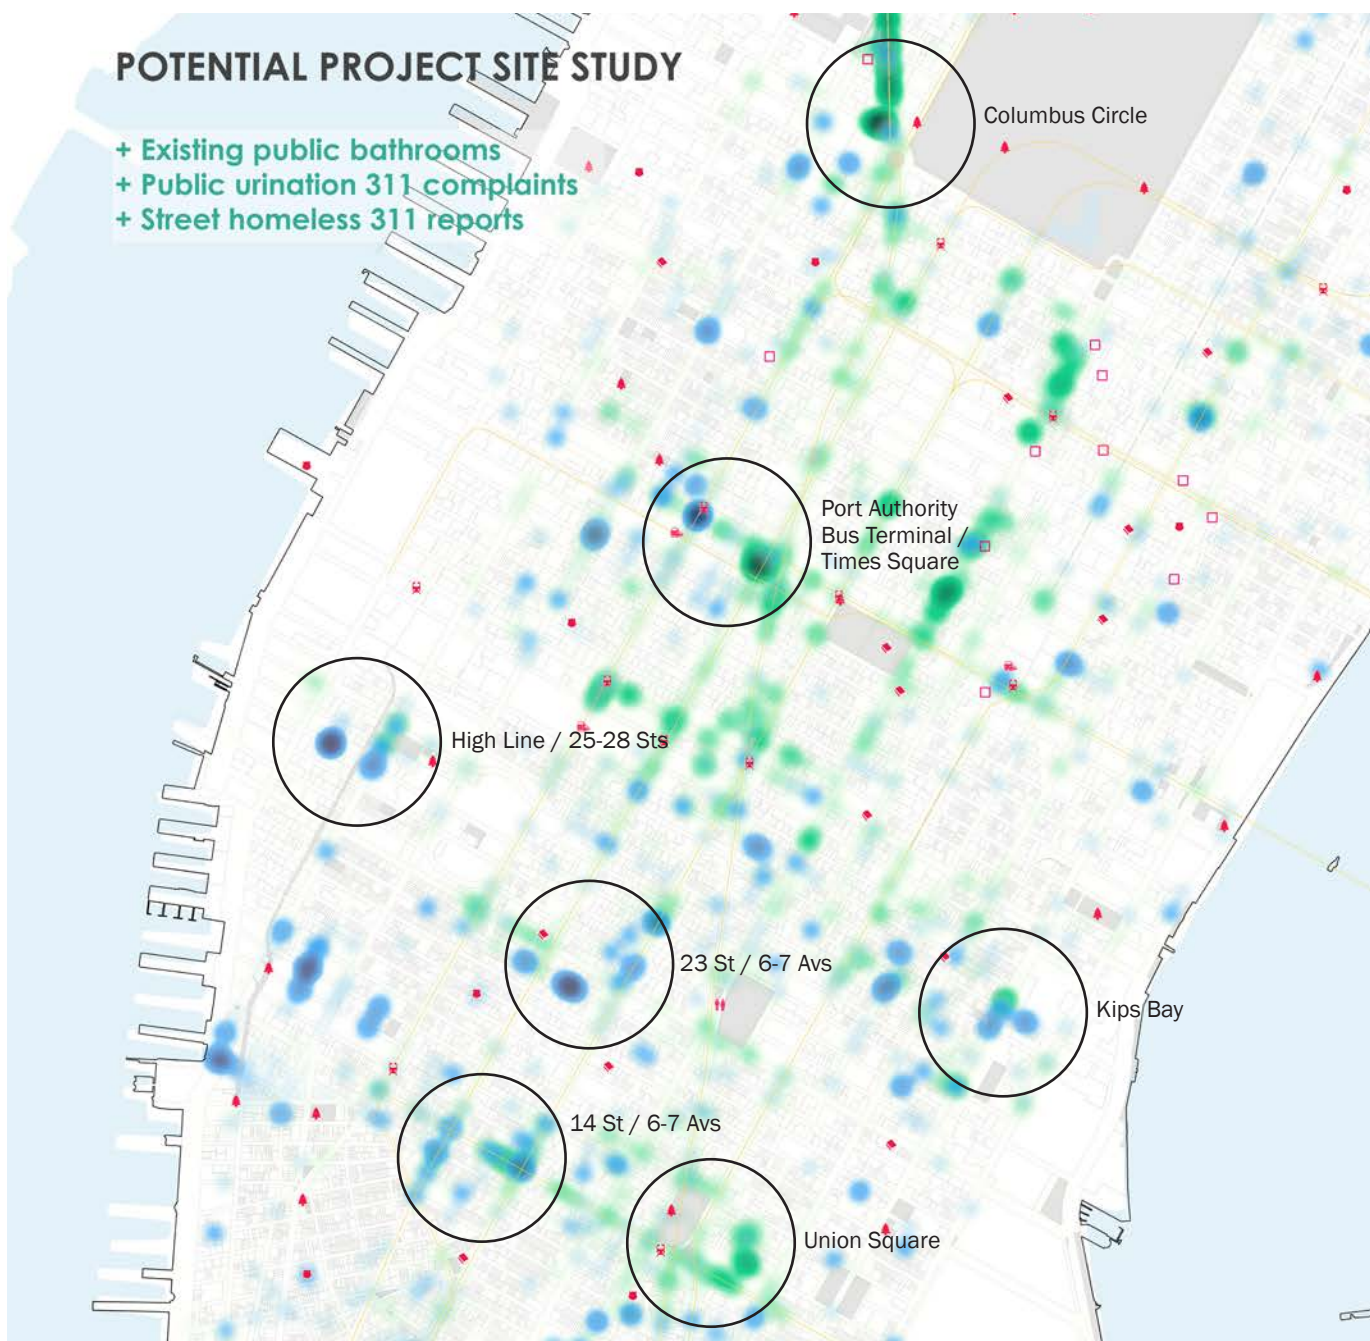 POTENTIAL PROJECT SITE STUDY
+ Existing public bathrooms
+ Public urination 311 complaints
+ Street homeless 311 reports
Columbus Circle
Port Authority
Bus Terminal /
Times Square
High Line / 25-28 Sts
23 St / 6-7 Avs
Kips Bay
14 St / 6-7 Avs
Union Square